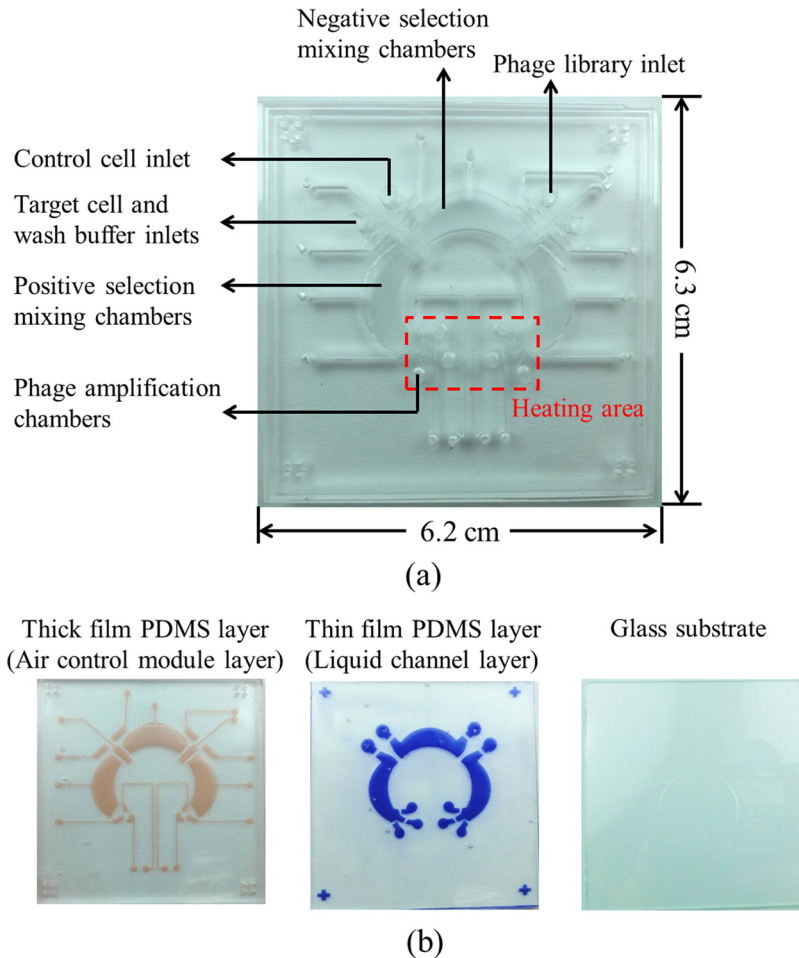 Negative selection
mixing chambers
Phage library inlet
Control cell inlet
Target cell and
wash buffer inlets
Positive selection
mixing chambers
Phage amplification
chambers
Heating area
6.3 cm
6.2 cm
(a)
Thick film PDMS layer
(Air control module layer)
Thin film PDMS layer
(Liquid channel layer)
Glass substrate
(b)